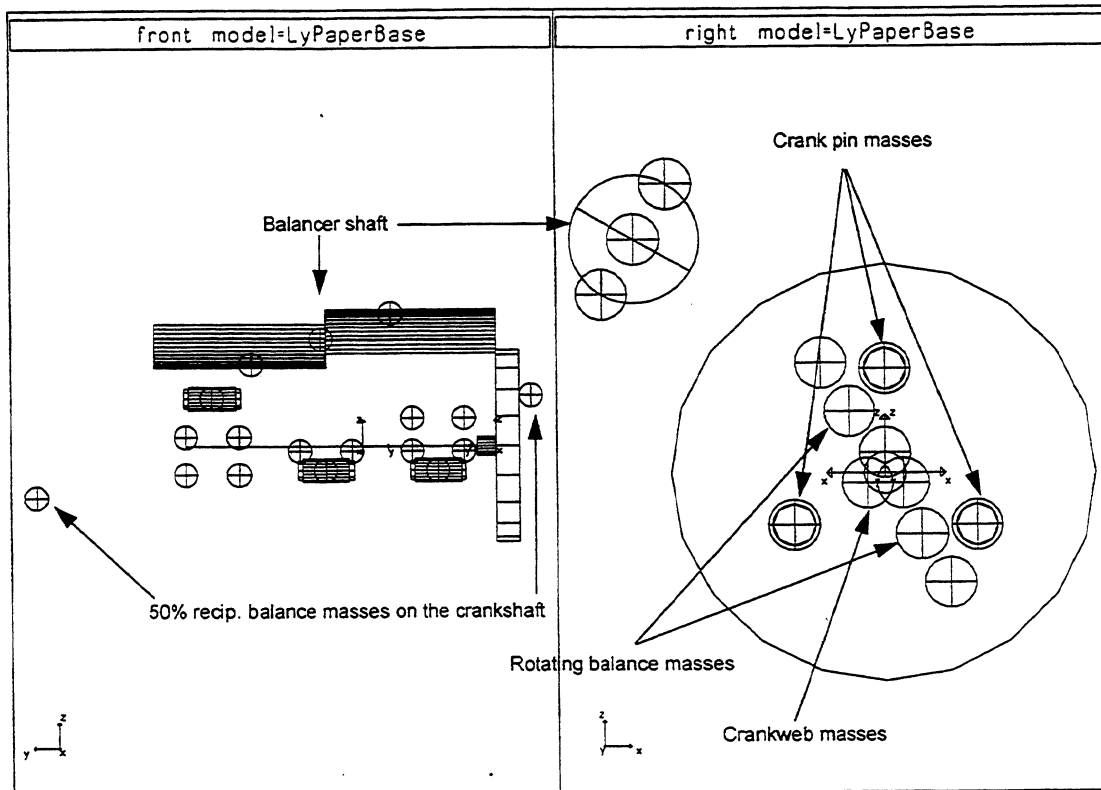 front model=LyPaperBase
right model=LyPaperBase
Crank pin masses
Balancer shaft
z
z
y
y
x
z
z
x
x
50% recip. balance masses on the crankshaft
Rotating balance masses
Crankweb masses
z
y
x
z
y
x